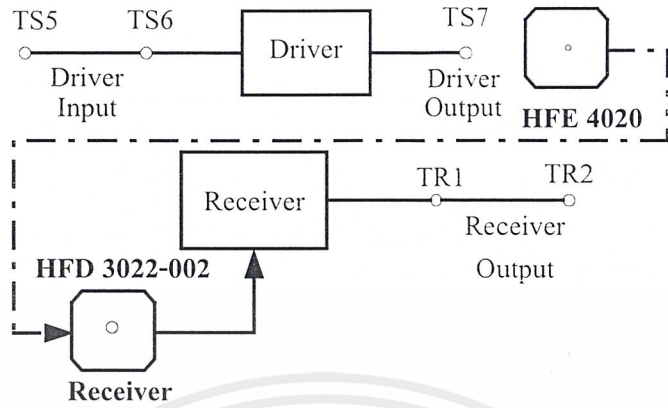 TS5 TS6 Driver TS7
Driver Input
Driver Output
HFE 4020
Receiver TR1 TR2
Receiver
Output
HFD 3022-002
Receiver